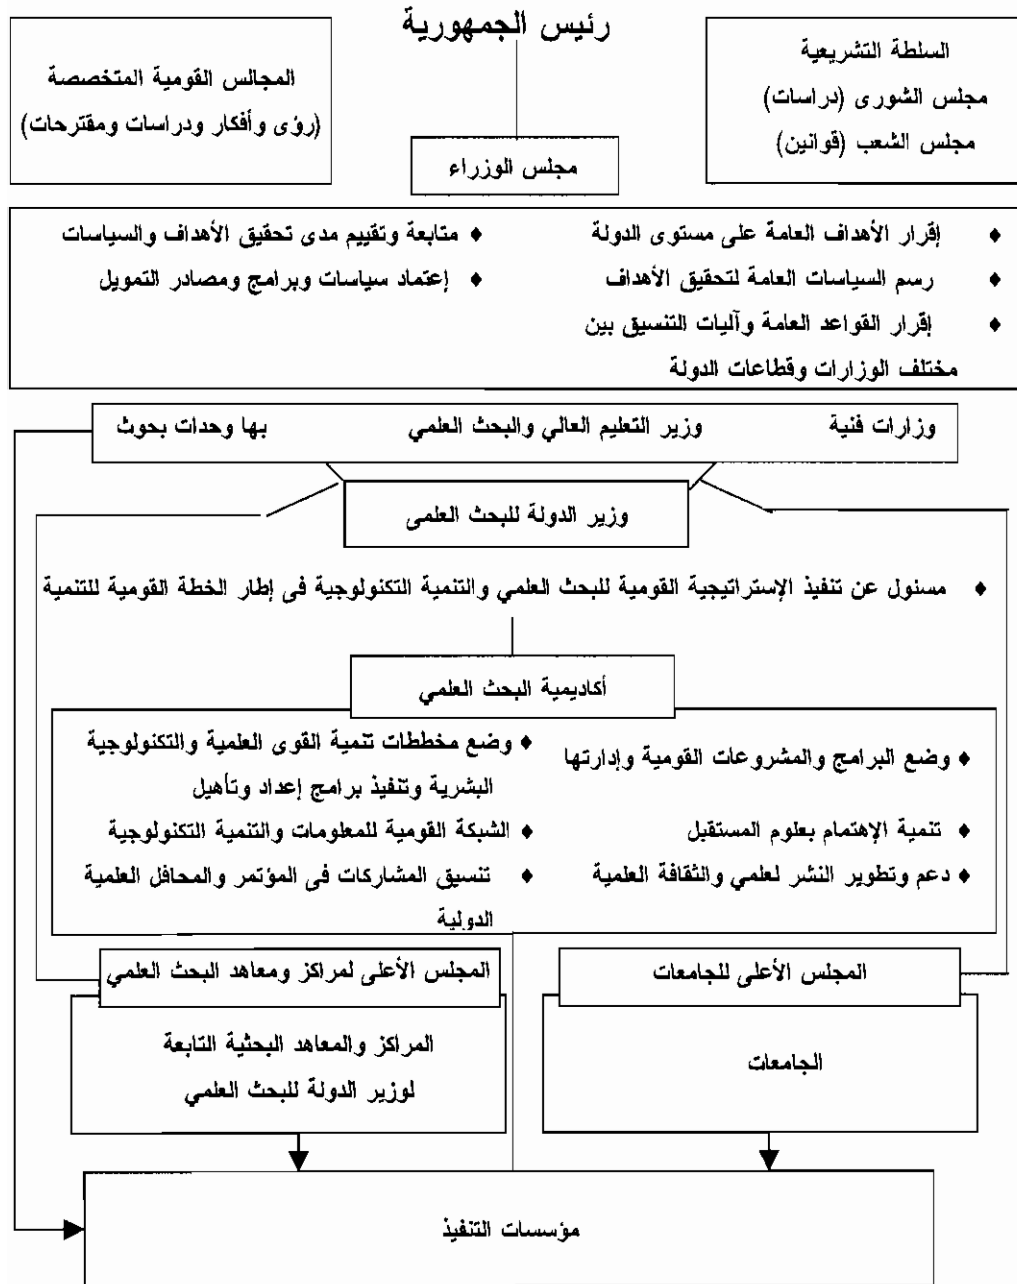 رئيس الجمهورية
السلطة التشريعية
مجلس الشورى (دراسات)
مجلس الشعب (قوانين)
المجالس القومية المتخصصة
(رؤى وأفكار ودراسات ومقترحات)
مجلس الوزراء
♦ إقرار الأهداف العامة على مستوى الدولة
♦ رسم السياسات العامة لتحقيق الأهداف
♦ إقرار القواعد العامة وآليات التنسيق بين
مختلف الوزارات وقطاعات الدولة
♦ متابعة وتقييم مدى تحقيق الأهداف والسياسات
♦ إعتماد سياسات وبرامج ومصادر التمويل
وزارات فنية وزير التعليم العالي والبحث العلمي بها وحدات بحوث
وزير الدولة للبحث العلمى
♦ مسئول عن تنفيذ الإستراتيجية القومية للبحث العلمي والتنمية التكنولوجية فى إطار الخطة القومية للتنمية
أكاديمية البحث العلمي
♦ وضع البرامج والمشروعات القومية وإدارتها
♦ تنمية الإهتمام بعلوم المستقبل
♦ دعم وتطوير النشر لعلمي والثقافة العلمية
♦ وضع مخططات تنمية القوى العلمية والتكنولوجية
البشرية وتنفيذ برامج إعداد وتأهيل
♦ الشبكة القومية للمعلومات والتنمية التكنولوجية
♦ تنسيق المشاركات فى المؤتمر والمحافل العلمية
الدولية
المجلس الأعلى للجامعات
الجامعات
المجلس الأعلى لمراكز ومعاهد البحث العلمي
المراكز والمعاهد البحثية التابعة
لوزير الدولة للبحث العلمي
مؤسسات التنفيذ